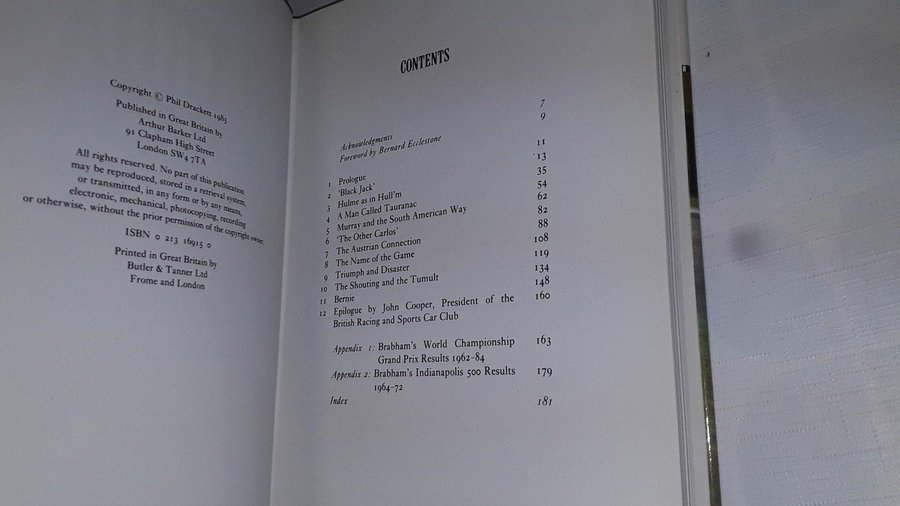 Copyright © Phil Drackett 1985
Published in Great Britain by
Arthur Barker Ltd
91 Clapham High Street
London SW4 7TA
All rights reserved. No part of this publication
may be reproduced, stored in a retrieval system,
or transmitted, in any form or by any means,
electronic, mechanical, photocopying, recording
or otherwise, without the prior permission of the copyright owner.
ISBN 0 213 16915 0
Printed in Great Britain by
Butler & Tanner Ltd
Frome and London
CONTENTS
Acknowledgments 7
Foreword by Bernard Ecclestone 9
1 Prologue 11
2 'Black Jack' 13
3 Hulme as in Hull'm 35
4 A Man Called Tauranac 54
5 Murray and the South American Way 62
6 'The Other Carlos' 82
7 The Austrian Connection 88
8 The Name of the Game 108
9 Triumph and Disaster 119
10 The Shouting and the Tumult 134
11 Bernie 148
12 Epilogue by John Cooper, President of the 160
British Racing and Sports Car Club
Appendix 1: Brabham's World Championship 163
Grand Prix Results 1962-84
Appendix 2: Brabham's Indianapolis 500 Results 179
1964-72
Index 181